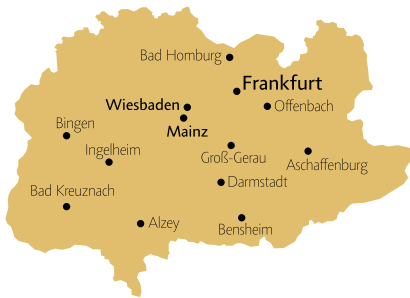 Bad Homburg
Frankfurt
Wiesbaden
Offenbach
Bingen
Mainz
Ingelheim
Groß-Gerau
Aschaffenburg
Bad Kreuznach
Darmstadt
Alzey
Bensheim